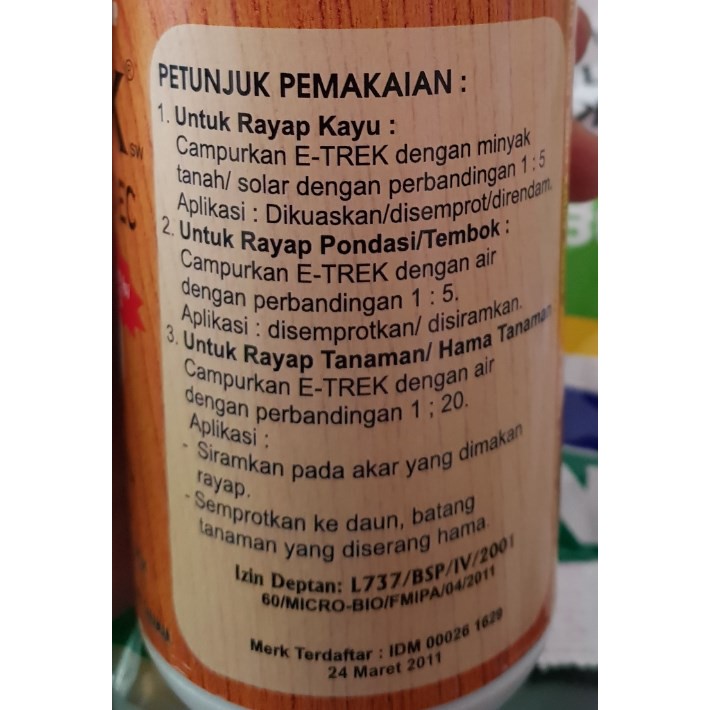 PETUNJUK PEMAKAIAN :
1. Untuk Rayap Kayu :
Campurkan E-TREK dengan minyak
tanah/ solar dengan perbandingan 1 : 5
Aplikasi : Dikuaskan/disemprot/direndam.
2. Untuk Rayap Pondasi/Tembok :
Campurkan E-TREK dengan air
dengan perbandingan 1 : 5.
Aplikasi : disemprotkan/ disiramkan.
3. Untuk Rayap Tanaman/ Hama Tanaman
Campurkan E-TREK dengan air
dengan perbandingan 1 ; 20.
Aplikasi :
- Siramkan pada akar yang dimakan
rayap.
- Semprotkan ke daun, batang
tanaman yang diserang hama.
Izin Deptan: L737/BSP/IV/2001
60/MICRO-BIO/FMIPA/04/2011
Merk Terdaftar : IDM 00026 1629
24 Maret 2011
X®
SW
EC